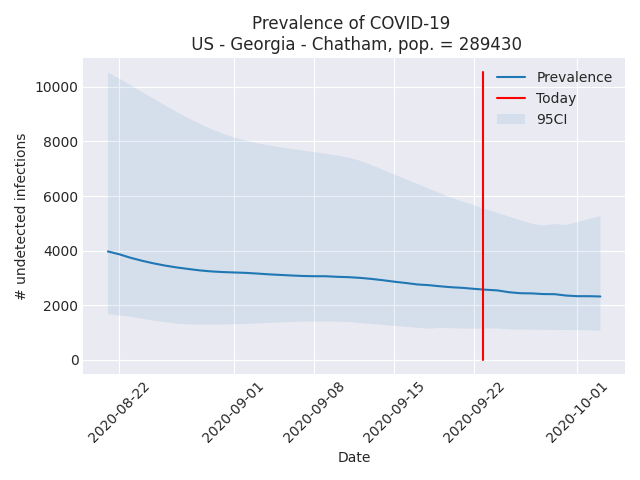 Prevalence of COVID-19
US - Georgia - Chatham, pop. = 289430
# undetected infections
10000
8000
6000
4000
2000
0
Prevalence
Today
95CI
2020-08-22
2020-09-01
2020-09-08
2020-09-15
2020-09-22
2020-10-01
Date